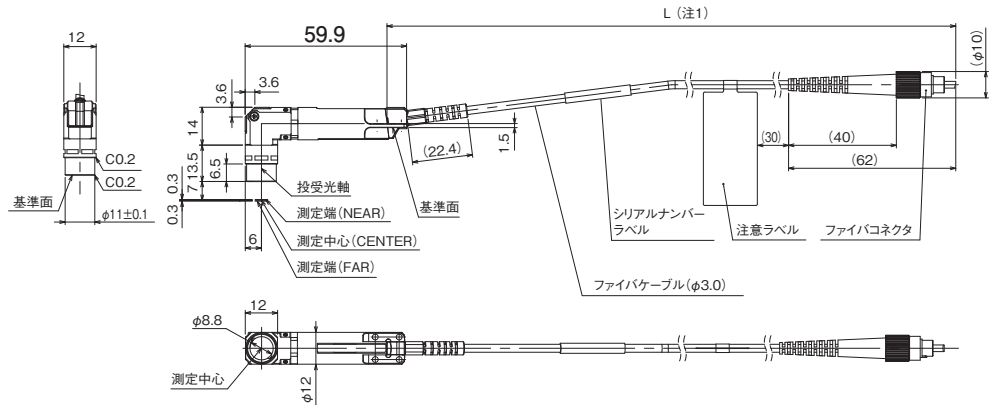 L（注1）
12
59.9
（φ10）
3.6
3.6
14
13.5
6.5
7
0.3
0.3
6
C0.2
C0.2
基準面
φ11±0.1
投受光軸
測定端（NEAR）
測定中心（CENTER）
測定端（FAR）
（22.4）
1.5
基準面
シリアルナンバー
ラベル
（30）
（40）
（62）
注意ラベル
ファイバコネクタ
ファイバケーブル（φ3.0）
12
φ8.8
測定中心
φ12